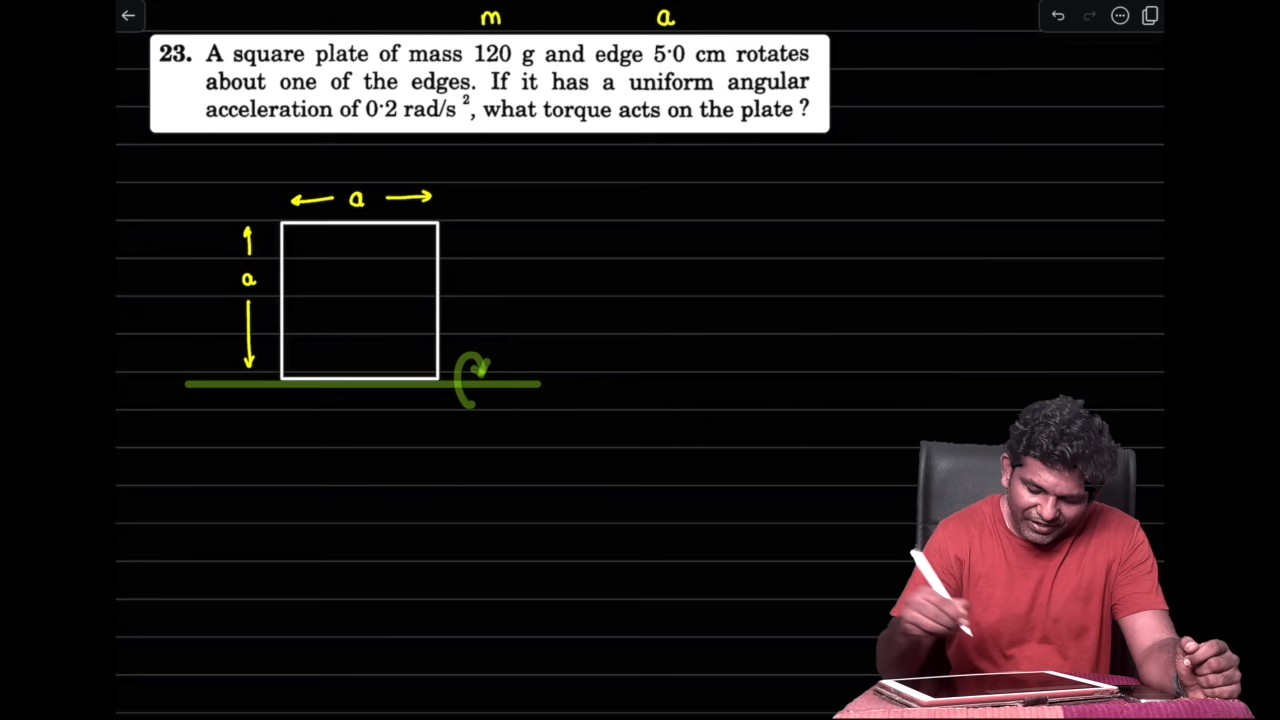 m a
23. A square plate of mass 120 g and edge 5·0 cm rotates
about one of the edges. If it has a uniform angular
acceleration of 0·2 rad/s², what torque acts on the plate ?
a
a